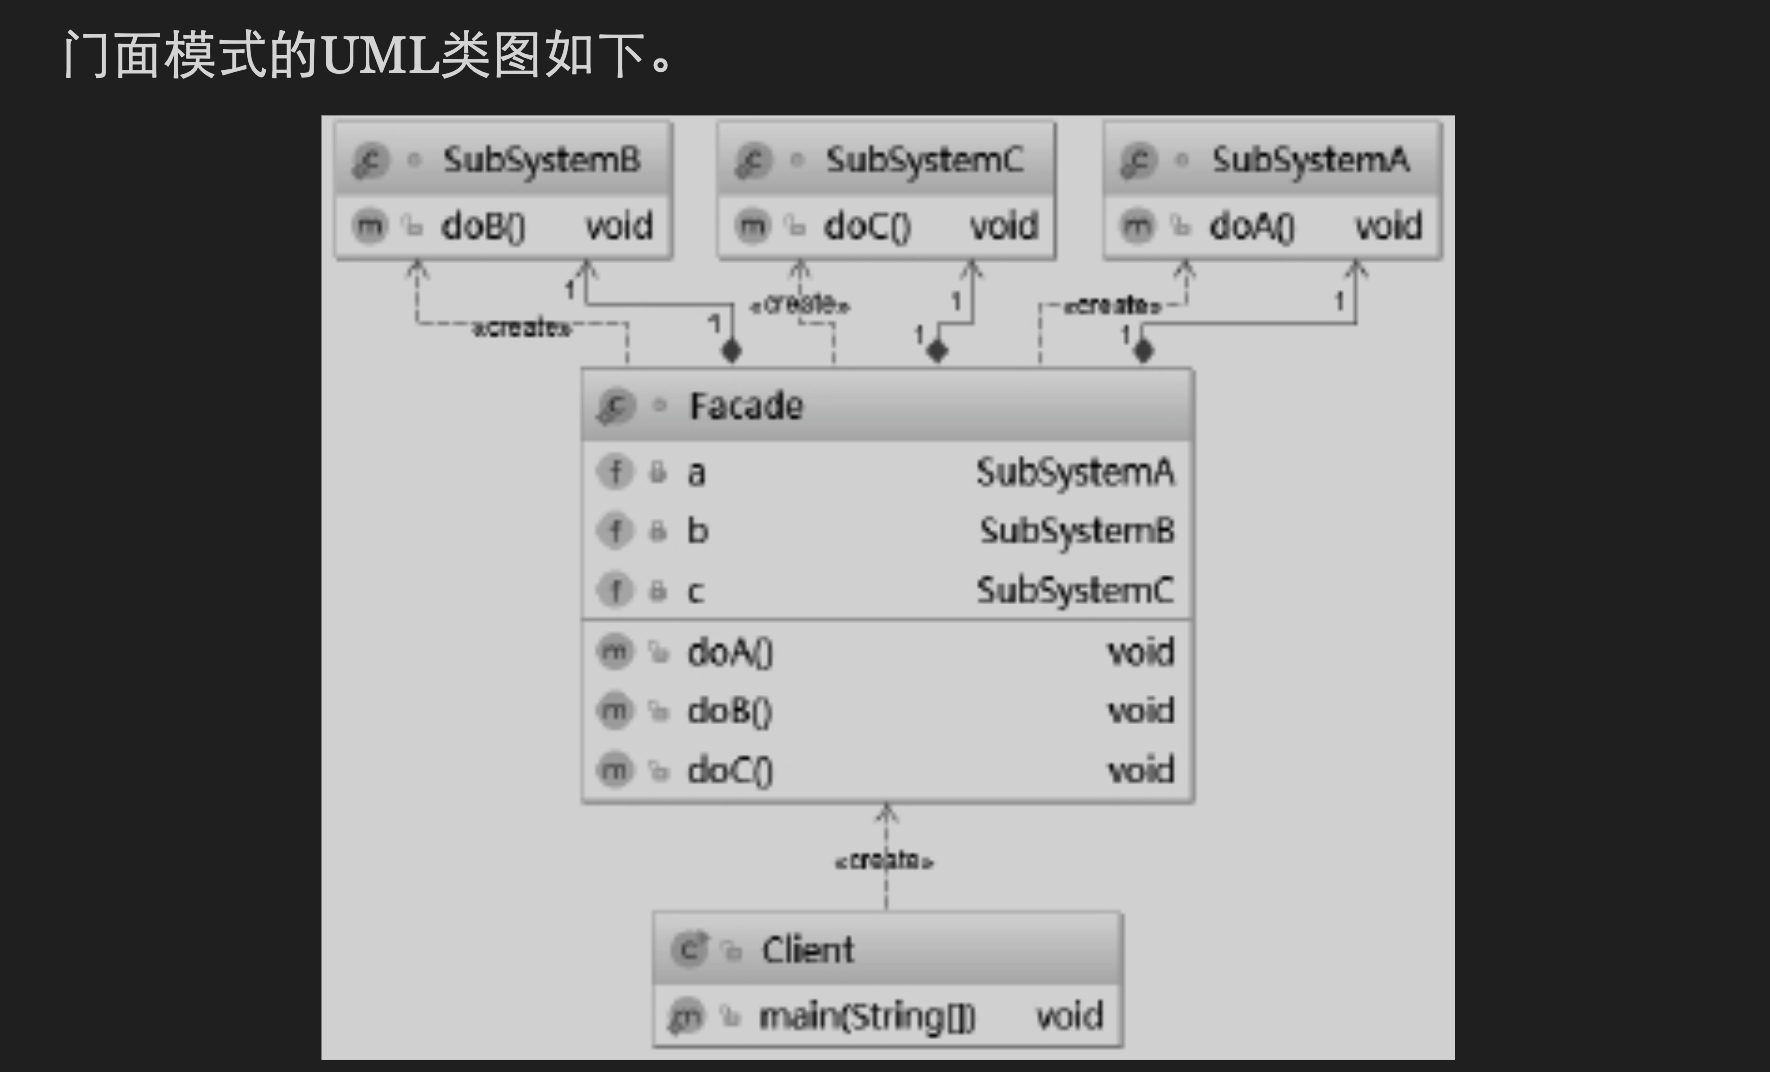 门面模式的UML类图如下。
SubSystemB
doB() void
SubSystemC
doC() void
SubSystemA
doA() void
1
1
«create»
1
1
«create»
1
1
«create»
Facade
a SubSystemA
b SubSystemB
c SubSystemC
doA() void
doB() void
doC() void
«create»
Client
main(String[]) void